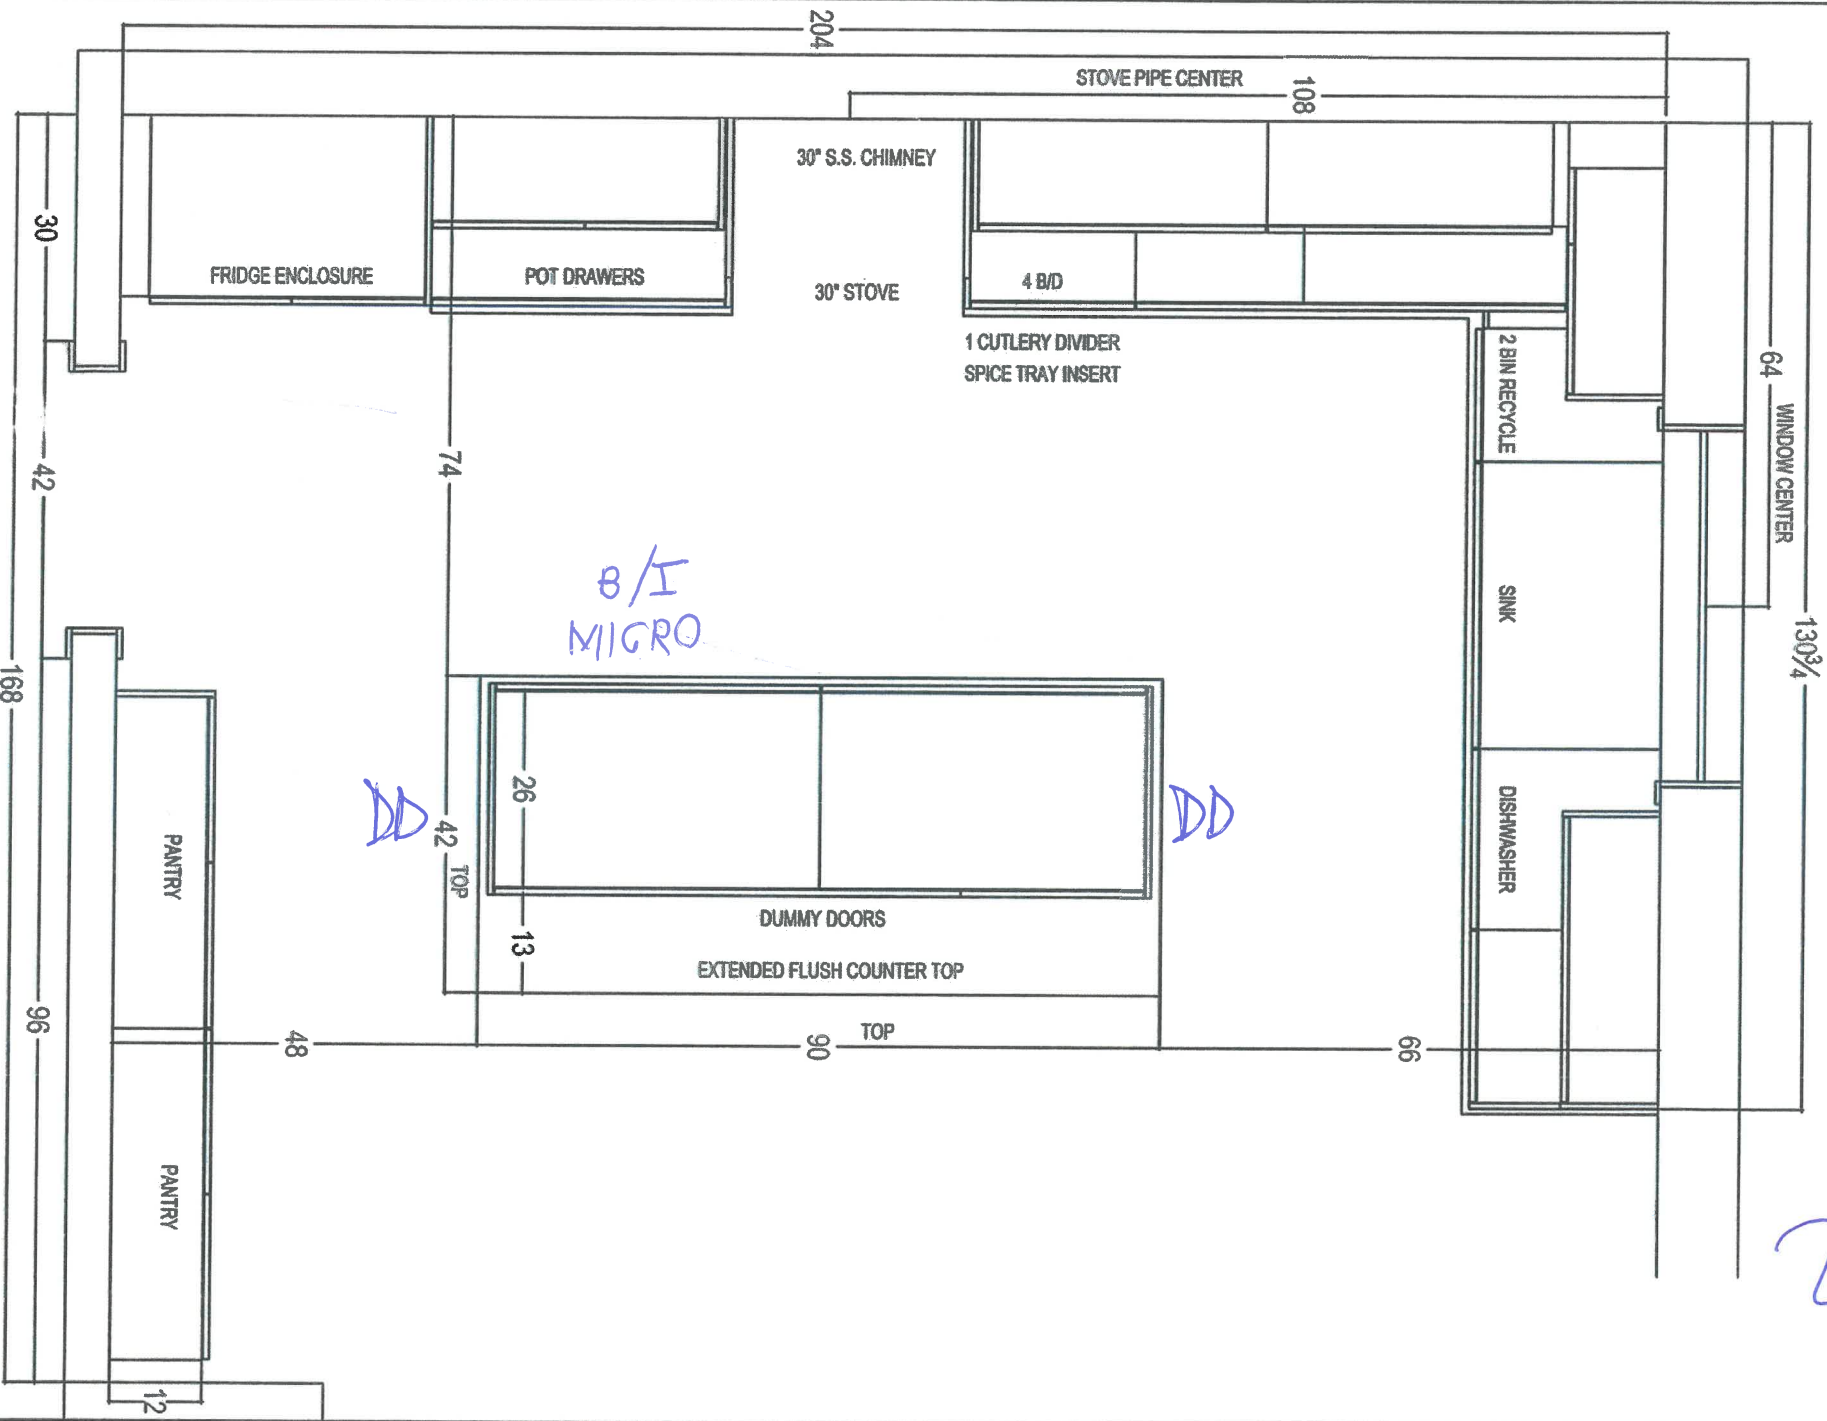 204
STOVE PIPE CENTER
108
30" S.S. CHIMNEY
30
FRIDGE ENCLOSURE
POT DRAWERS
30" STOVE
4 B/D
1 CUTLERY DIVIDER
SPICE TRAY INSERT
2 BIN RECYCLE
64
WINDOW CENTER
130¾
42
74
B/I
MICRO
SINK
168
26
DD
42
TOP
DD
DISHWASHER
PANTRY
DUMMY DOORS
13
EXTENDED FLUSH COUNTER TOP
96
48
90
TOP
66
PANTRY
12